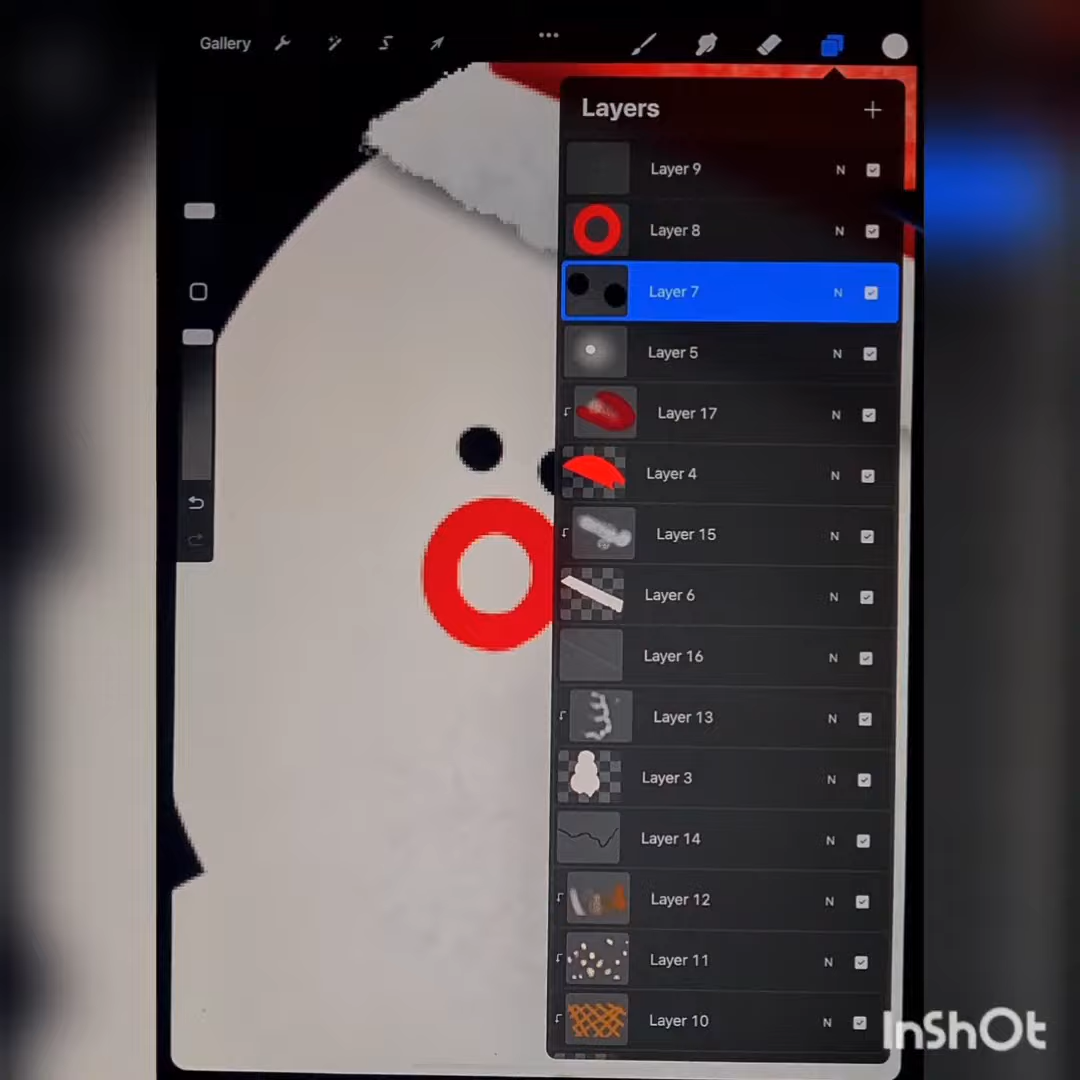 Gallery
Layers
Layer 9 N
Layer 8 N
Layer 7 N
Layer 5 N
Layer 17 N
Layer 4 N
Layer 15 N
Layer 6 N
Layer 16 N
Layer 13 N
Layer 3 N
Layer 14 N
Layer 12 N
Layer 11 N
Layer 10 N
InShOt